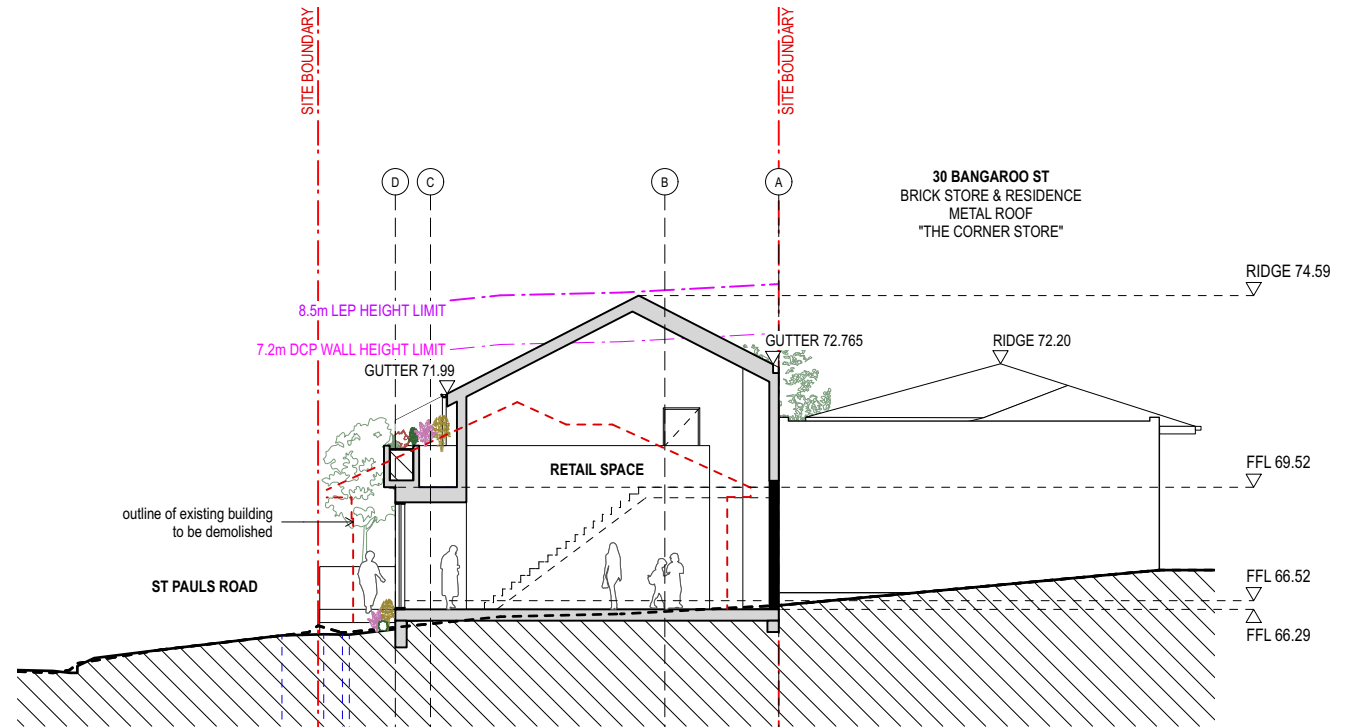 SITE BOUNDARY
SITE BOUNDARY
D
C
B
A
30 BANGAROO ST
BRICK STORE & RESIDENCE
METAL ROOF
"THE CORNER STORE"
RIDGE 74.59
8.5m LEP HEIGHT LIMIT
7.2m DCP WALL HEIGHT LIMIT
GUTTER 72.765
RIDGE 72.20
GUTTER 71.99
RETAIL SPACE
FFL 69.52
outline of existing building
to be demolished
ST PAULS ROAD
FFL 66.52
FFL 66.29